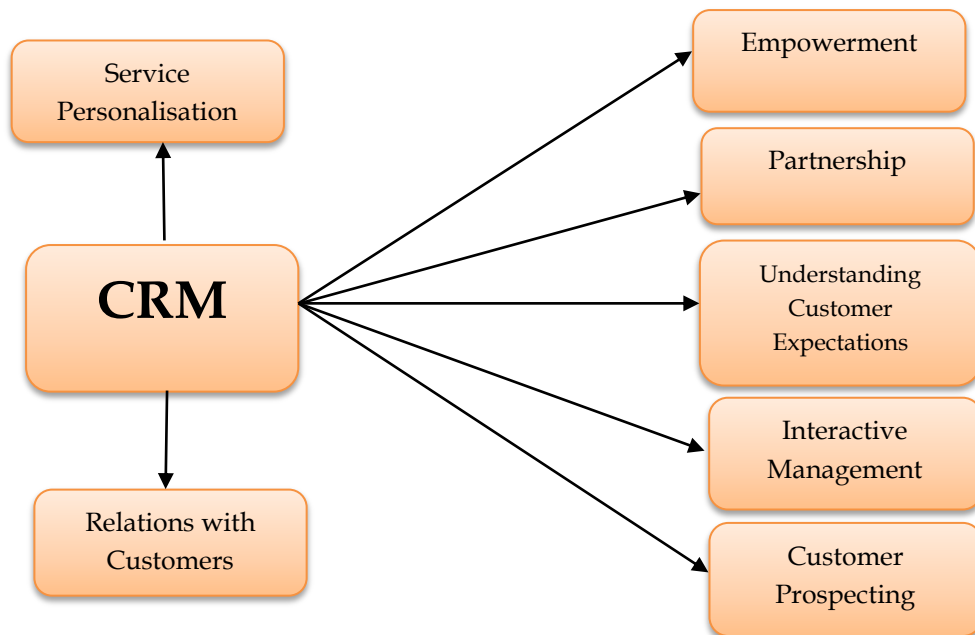 Service
Personalisation
CRM
Relations with
Customers
Empowerment
Partnership
Understanding
Customer
Expectations
Interactive
Management
Customer
Prospecting